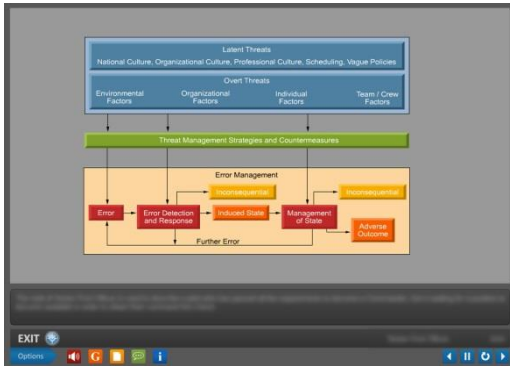 Latent Threats
National Culture, Organizational Culture, Professional Culture, Scheduling, Vague Policies
Overt Threats
Environmental Factors
Organizational Factors
Individual Factors
Team / Crew Factors
Threat Management Strategies and Countermeasures
Error Management
Inconsequential
Inconsequential
Error
Error Detection and Response
Induced State
Management of State
Adverse Outcome
Further Error
EXIT
Options
G
i